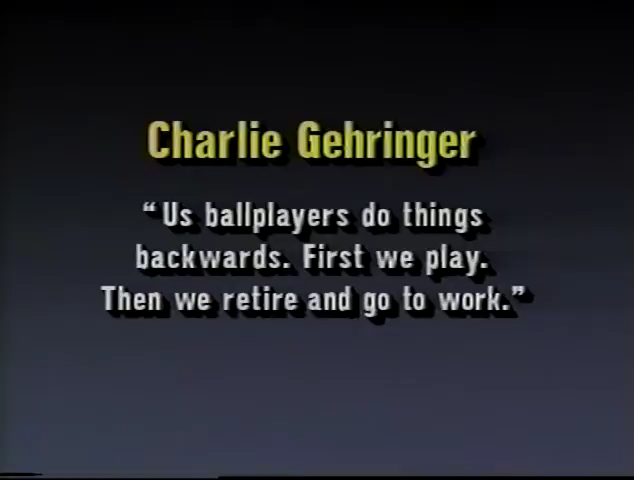 Charlie Gehringer
“Us ballplayers do things
backwards. First we play.
Then we retire and go to work.”